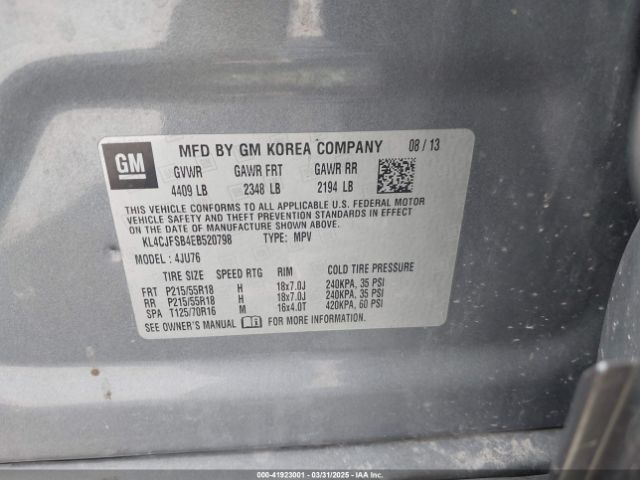 GM
MFD BY GM KOREA COMPANY 08 / 13
GVWR GAWR FRT GAWR RR
4409 LB 2348 LB 2194 LB
THIS VEHICLE CONFORMS TO ALL APPLICABLE U.S. FEDERAL MOTOR
VEHICLE SAFETY AND THEFT PREVENTION STANDARDS IN
EFFECT ON THE DATE OF MANUFACTURE SHOWN ABOVE.
KL4CJFSB4EB520798 TYPE: MPV
MODEL : 4JU76
TIRE SIZE SPEED RTG RIM COLD TIRE PRESSURE
FRT P215/55R18 H 18x7.0J 240KPA, 35 PSI
RR P215/55R18 H 18x7.0J 240KPA, 35 PSI
SPA T125/70R16 M 16x4.0T 420KPA, 60 PSI
SEE OWNER'S MANUAL FOR MORE INFORMATION.
000-41923001 - 03/31/2025 - IAAI.COM